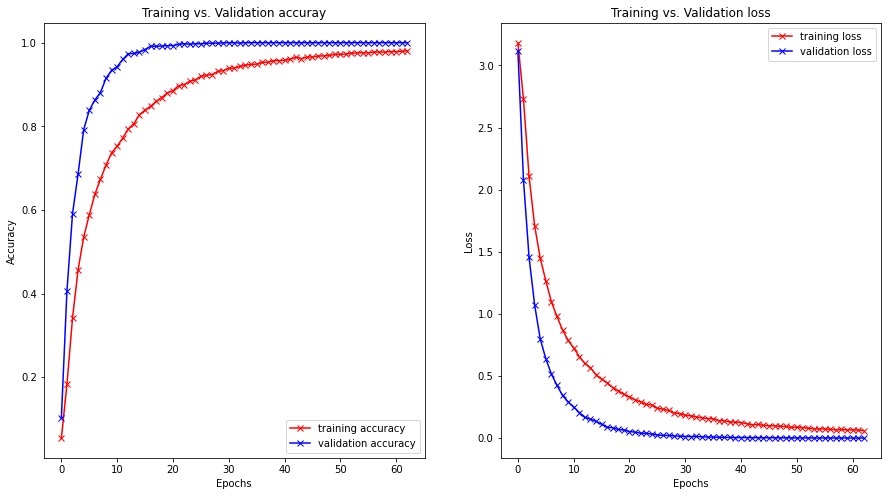 Training vs. Validation accuray
Accuracy
1.0
0.8
0.6
0.4
0.2
training accuracy
validation accuracy
0
10
20
30
40
50
60
Epochs
Training vs. Validation loss
Loss
3.0
2.5
2.0
1.5
1.0
0.5
0.0
training loss
validation loss
0
10
20
30
40
50
60
Epochs